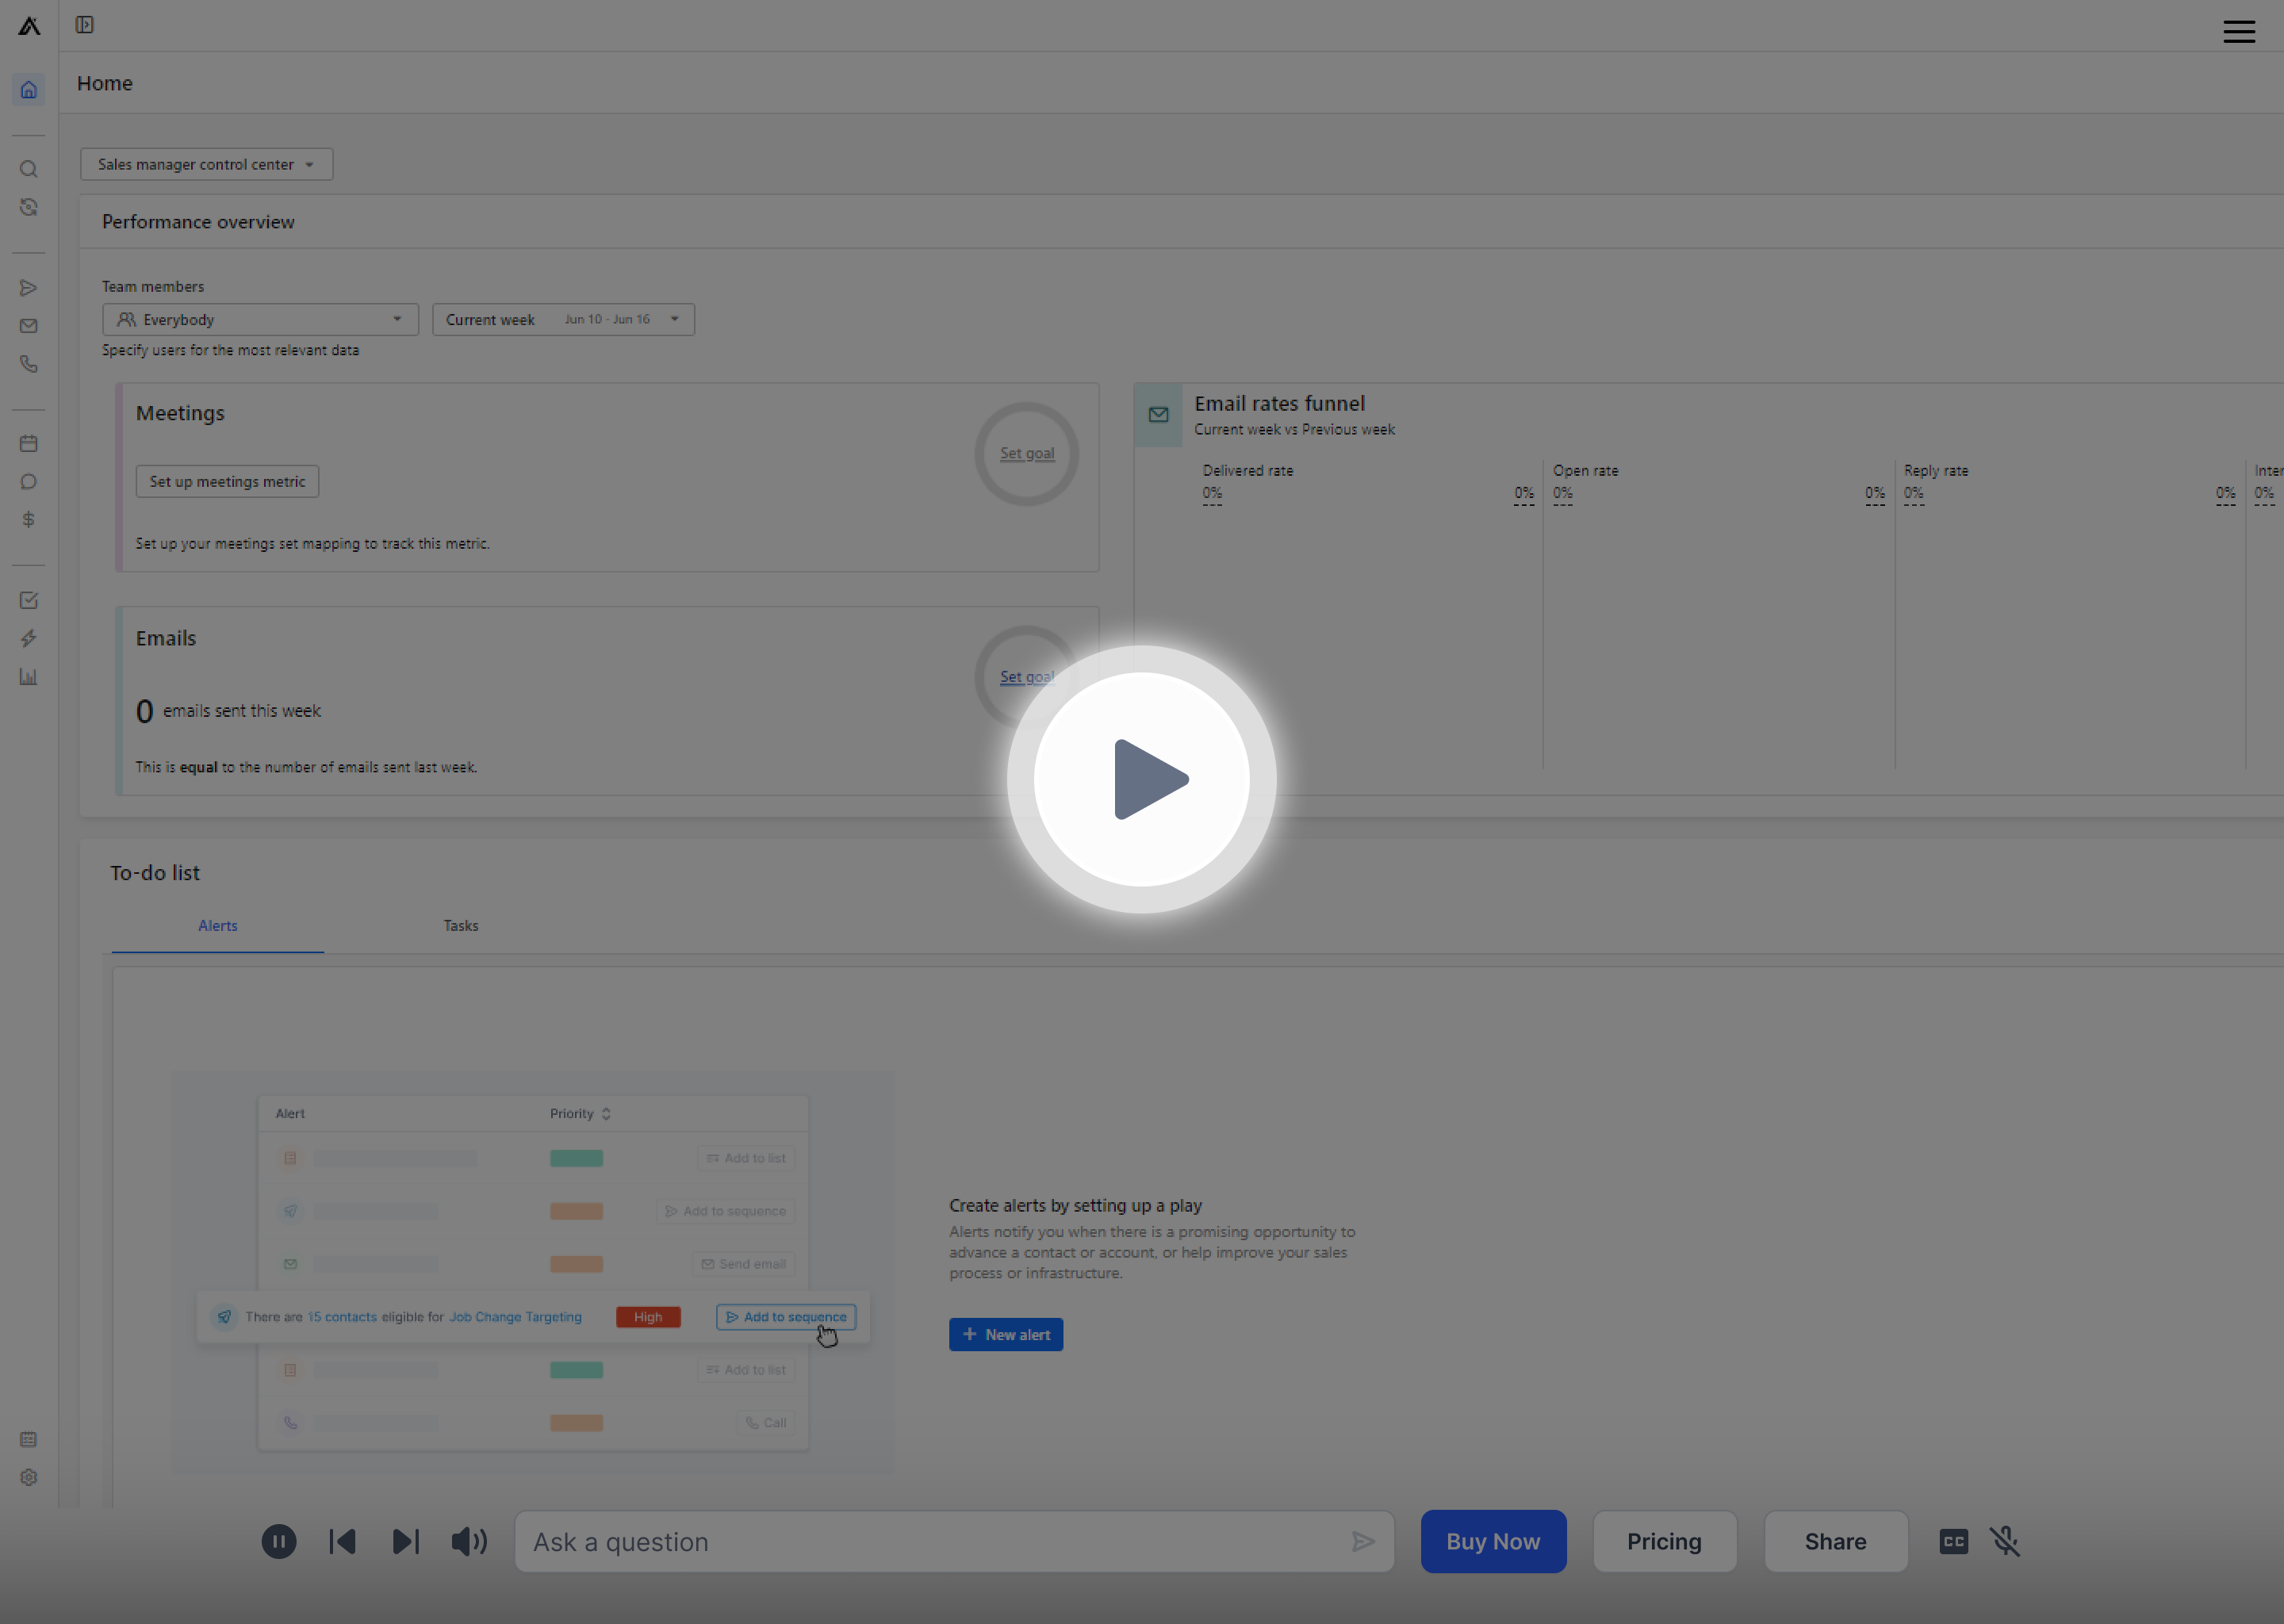 Home
Sales manager control center
Performance overview
Team members
Everybody
Current week Jun 10 - Jun 16
Specify users for the most relevant data
Meetings
Set goal
Set up meetings metric
Set up your meetings set mapping to track this metric.
Email rates funnel
Current week vs Previous week
Delivered rate
0% 0%
Open rate
0% 0%
Reply rate
0% 0%
Inter
0%
Emails
Set goal
0 emails sent this week
This is equal to the number of emails sent last week.
To-do list
Alerts Tasks
Alert Priority
Add to list
Add to sequence
Send email
There are 15 contacts eligible for Job Change Targeting High Add to sequence
Add to list
Call
Create alerts by setting up a play
Alerts notify you when there is a promising opportunity to
advance a contact or account, or help improve your sales
process or infrastructure.
New alert
Ask a question
Buy Now
Pricing
Share
CC